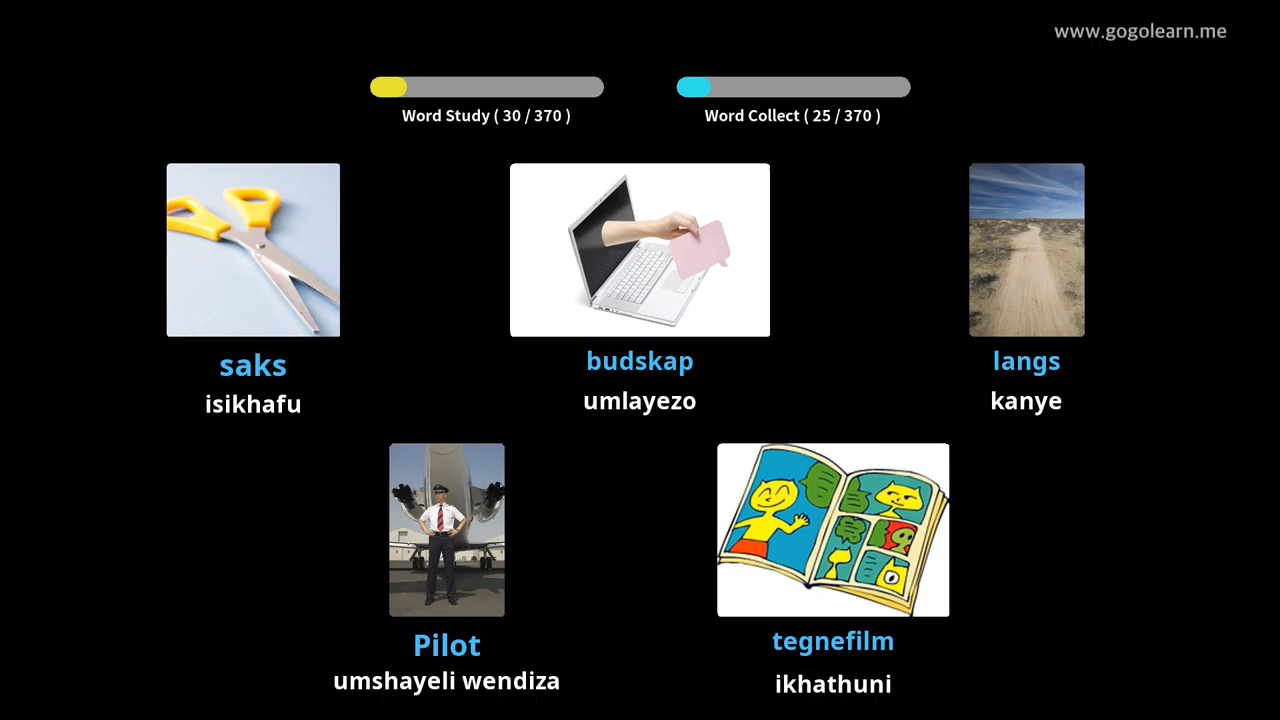 www.gogolearn.me
Word Study ( 30 / 370 )
Word Collect ( 25 / 370 )
saks
isikhafu
budskap
umlayezo
langs
kanye
Pilot
umshayeli wendiza
tegnefilm
ikhathuni